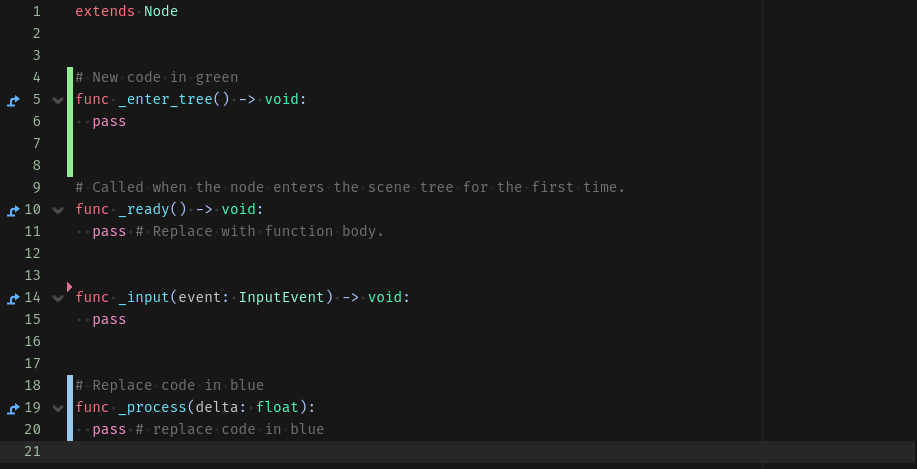 1 extends Node
2
3
4 # New code in green
5 func _enter_tree() -> void:
6 pass
7
8
9 # Called when the node enters the scene tree for the first time.
10 func _ready() -> void:
11 pass # Replace with function body.
12
13
14 func _input(event: InputEvent) -> void:
15 pass
16
17
18 # Replace code in blue
19 func _process(delta: float):
20 pass # replace code in blue
21